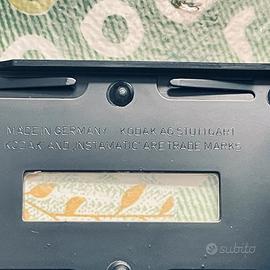 MADE IN GERMANY KODAK AG STUTTGART
KODAK AND INSTAMATIC ARE TRADE MARKS
subito